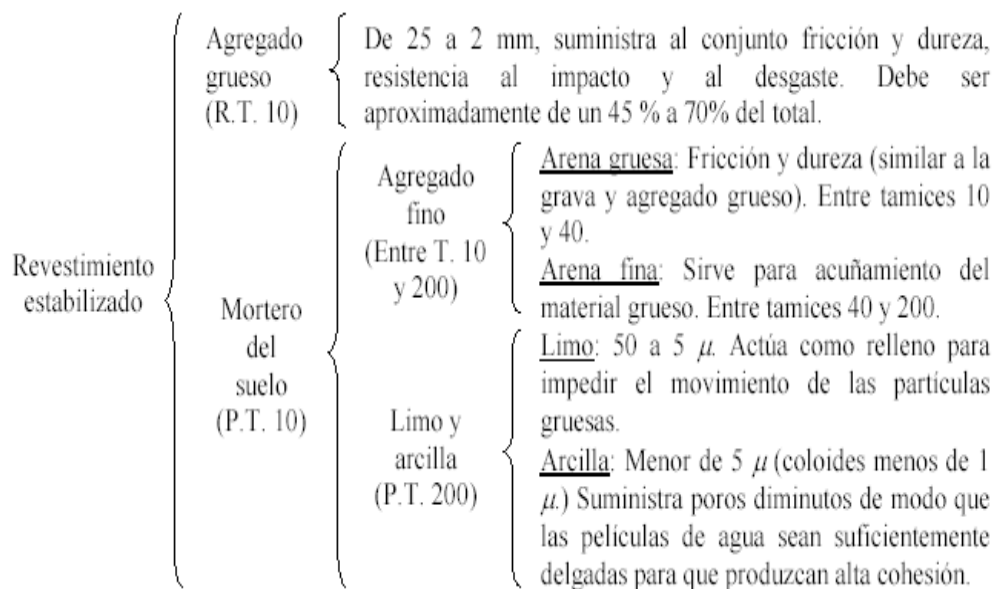 Revestimiento
estabilizado
Agregado
grueso
(R.T. 10)
De 25 a 2 mm, suministra al conjunto fricción y dureza,
resistencia al impacto y al desgaste. Debe ser
aproximadamente de un 45 % a 70% del total.
Mortero
del
suelo
(P.T. 10)
Agregado
fino
(Entre T. 10
y 200)
Arena gruesa: Fricción y dureza (similar a la
grava y agregado grueso). Entre tamices 10
y 40.
Arena fina: Sirve para acuñamiento del
material grueso. Entre tamices 40 y 200.
Limo y
arcilla
(P.T. 200)
Limo: 50 a 5 μ. Actúa como relleno para
impedir el movimiento de las partículas
gruesas.
Arcilla: Menor de 5 μ (coloides menos de 1
μ.) Suministra poros diminutos de modo que
las películas de agua sean suficientemente
delgadas para que produzcan alta cohesión.